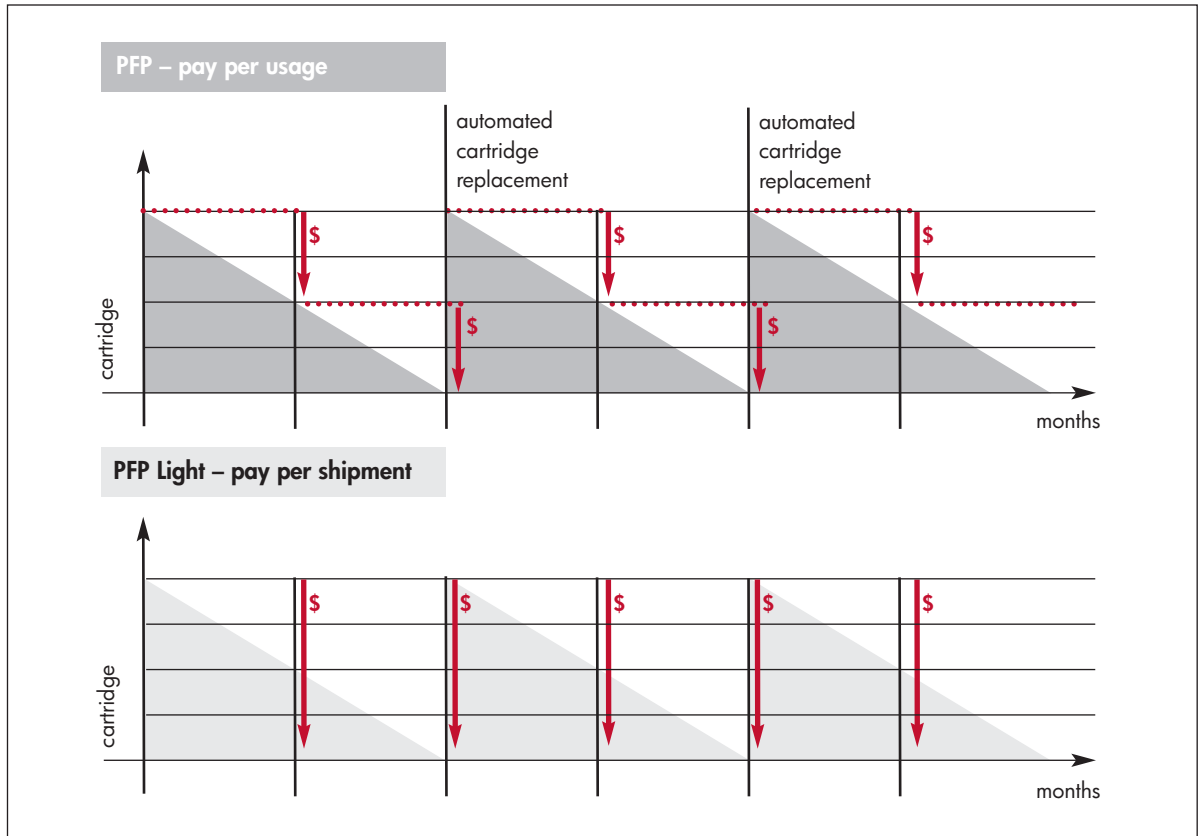 PFP – pay per usage
automated
cartridge
replacement
automated
cartridge
replacement
$
$
$
$
$
cartridge
months
PFP Light – pay per shipment
$
$
$
$
$
cartridge
months